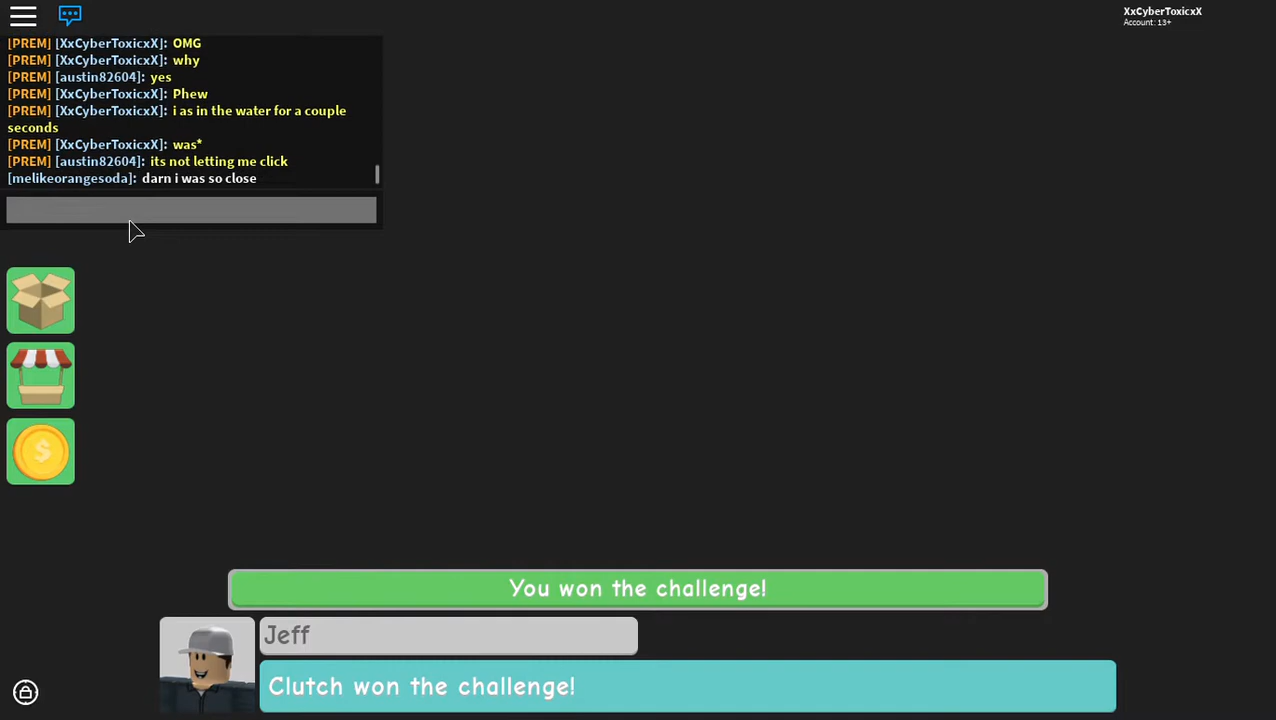 XxCyberToxicxX
Account: 13+
[PREM] [XxCyberToxicxX]: OMG
[PREM] [XxCyberToxicxX]: why
[PREM] [austin82604]: yes
[PREM] [XxCyberToxicxX]: Phew
[PREM] [XxCyberToxicxX]: i as in the water for a couple
seconds
[PREM] [XxCyberToxicxX]: was*
[PREM] [austin82604]: its not letting me click
[melikeorangesoda]: darn i was so close
$
You won the challenge!
Jeff
Clutch won the challenge!